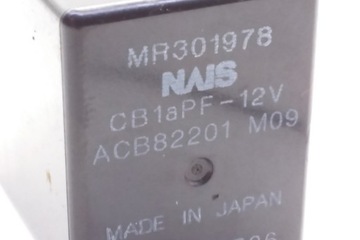 MR301978
NAIS
CB1aPF-12V
ACB82201 M09
MADE IN JAPAN